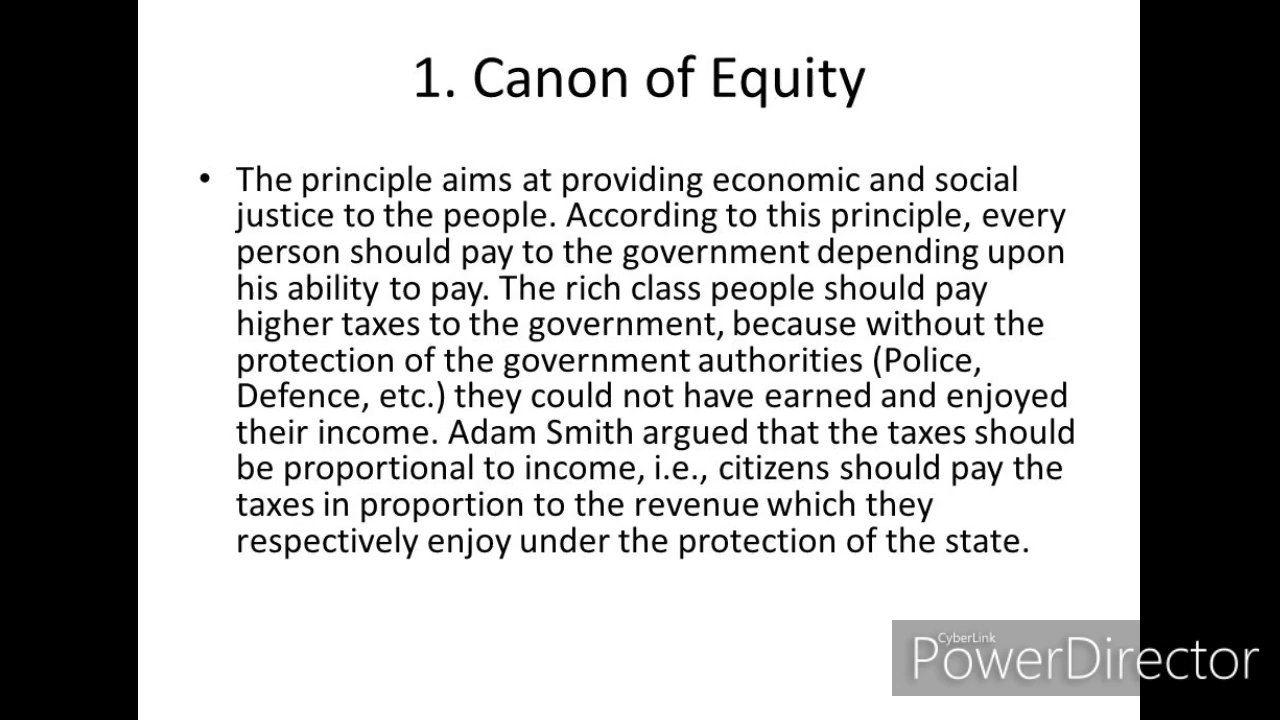 1. Canon of Equity
• The principle aims at providing economic and social
justice to the people. According to this principle, every
person should pay to the government depending upon
his ability to pay. The rich class people should pay
higher taxes to the government, because without the
protection of the government authorities (Police,
Defence, etc.) they could not have earned and enjoyed
their income. Adam Smith argued that the taxes should
be proportional to income, i.e., citizens should pay the
taxes in proportion to the revenue which they
respectively enjoy under the protection of the state.
CyberLink
PowerDirector